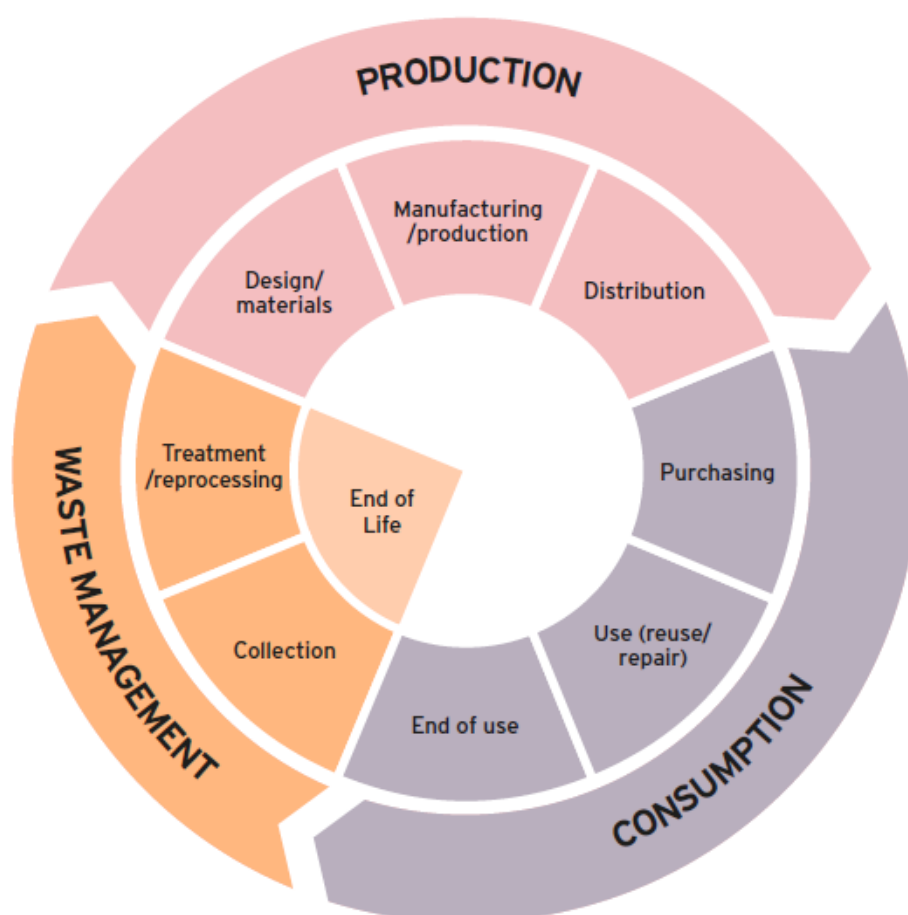 PRODUCTION
Manufacturing
/production
Design/
materials
Distribution
Treatment
/reprocessing
Purchasing
End of
Life
Use (reuse/
repair)
Collection
End of use
WASTE MANAGEMENT
CONSUMPTION